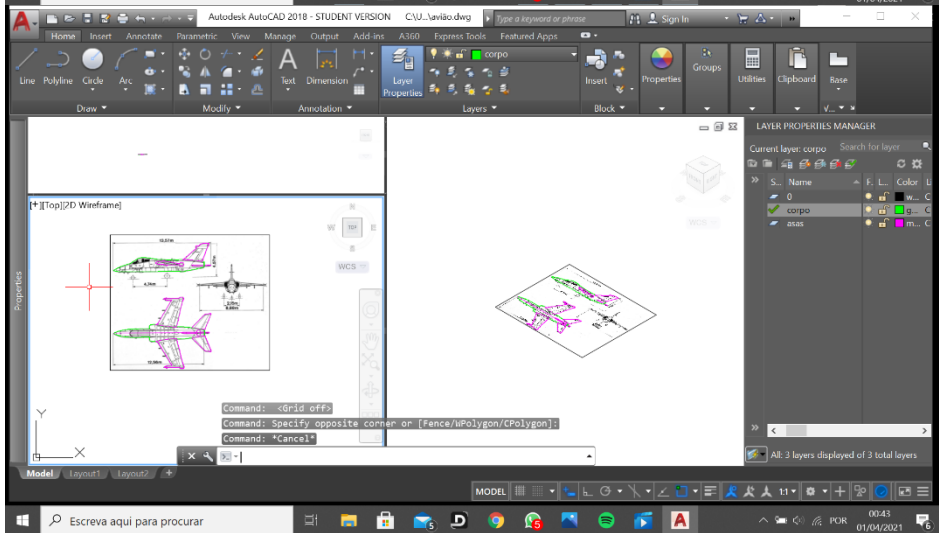 01/04/2021
Autodesk AutoCAD 2018 - STUDENT VERSION C:\U...\avião.dwg
Type a keyword or phrase
Sign In
Home Insert Annotate Parametric View Manage Output Add-ins A360 Express Tools Featured Apps
corpo
Line Polyline Circle Arc
Text Dimension
Layer Properties
Insert
Properties
Groups
Utilities Clipboard Base
Draw Modify Annotation Layers Block
V...
LAYER PROPERTIES MANAGER
Current layer: corpo
Search for layer
S... Name F. L... Color L
0 w... C
corpo g... C
asas m... C
[+][Top][2D Wireframe]
N
W TOP E
S
WCS
WCS
Properties
Y
X
Command: <Grid off>
Command: Specify opposite corner or [Fence/WPolygon/CPolygon]:
Command: *Cancel*
All: 3 layers displayed of 3 total layers
Model Layout1 Layout2 +
MODEL
1:1
Escreva aqui para procurar
POR
00:43
01/04/2021